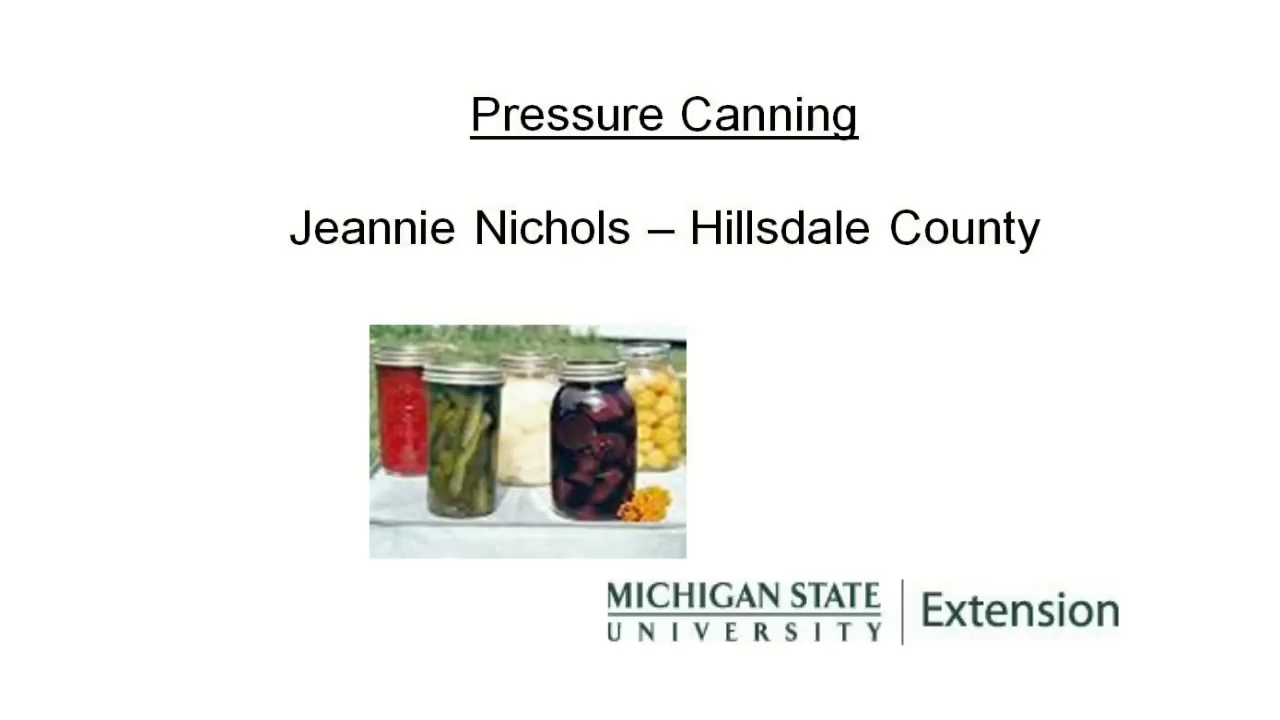 Pressure Canning
Jeannie Nichols – Hillsdale County
MICHIGAN STATE
UNIVERSITY
Extension